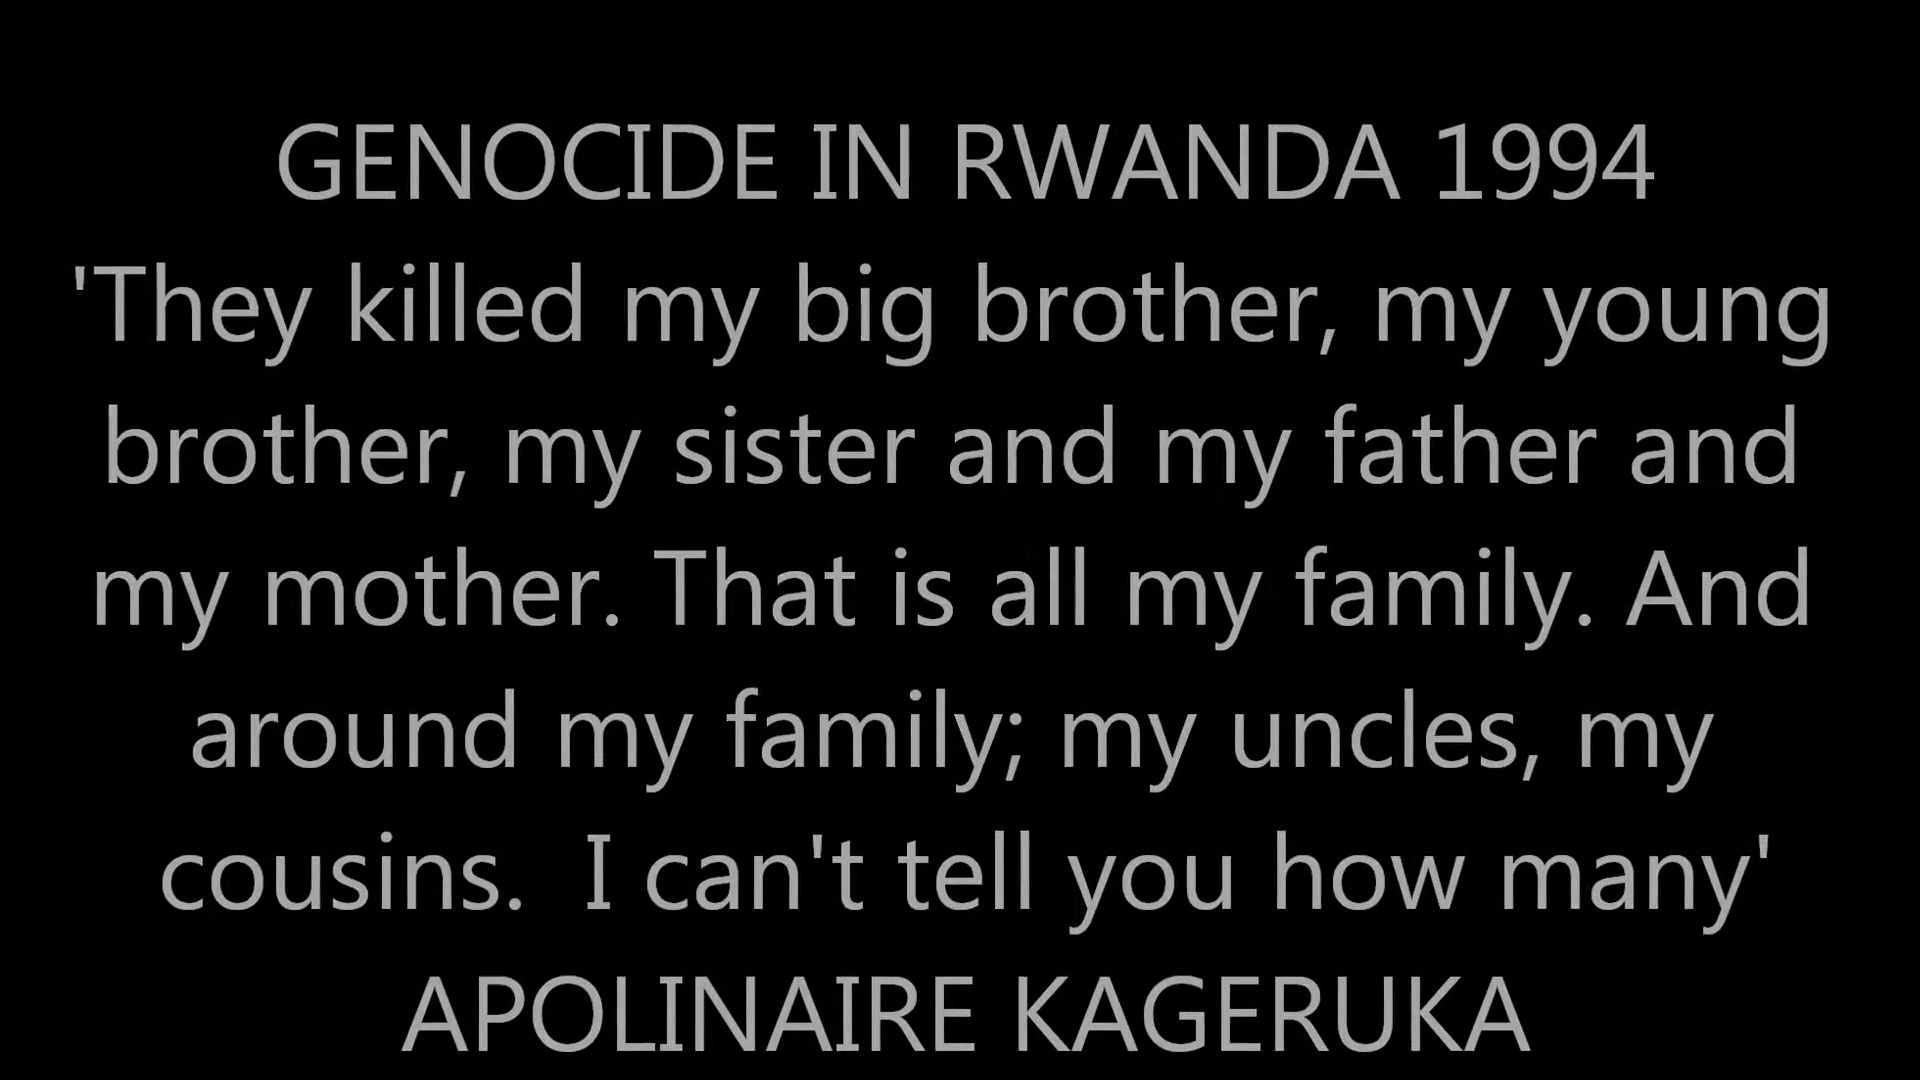 GENOCIDE IN RWANDA 1994
'They killed my big brother, my young
brother, my sister and my father and
my mother. That is all my family. And
around my family; my uncles, my
cousins.  I can't tell you how many'
APOLINAIRE KAGERUKA